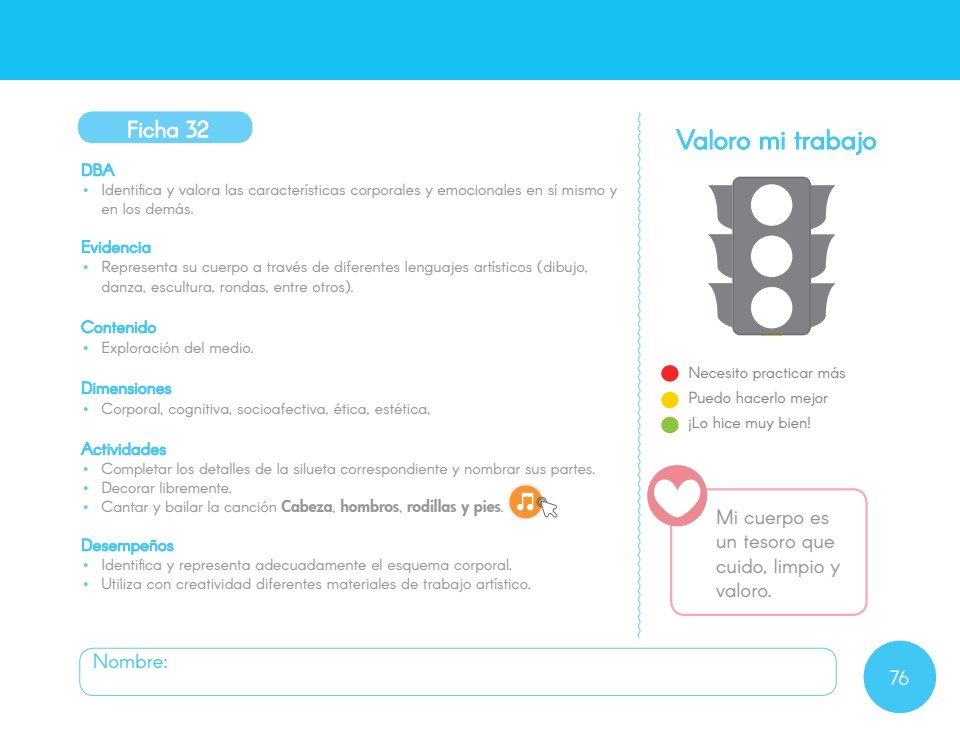 Ficha 32
DBA
• Identifica y valora las características corporales y emocionales en sí mismo y
en los demás.
Evidencia
• Representa su cuerpo a través de diferentes lenguajes artísticos (dibujo,
danza, escultura, rondas, entre otros).
Contenido
• Exploración del medio.
Dimensiones
• Corporal, cognitiva, socioafectiva, ética, estética.
Actividades
• Completar los detalles de la silueta correspondiente y nombrar sus partes.
• Decorar libremente.
• Cantar y bailar la canción Cabeza, hombros, rodillas y pies.
Desempeños
• Identifica y representa adecuadamente el esquema corporal.
• Utiliza con creatividad diferentes materiales de trabajo artístico.
Valoro mi trabajo
Necesito practicar más
Puedo hacerlo mejor
¡Lo hice muy bien!
Mi cuerpo es
un tesoro que
cuido, limpio y
valoro.
Nombre:
76